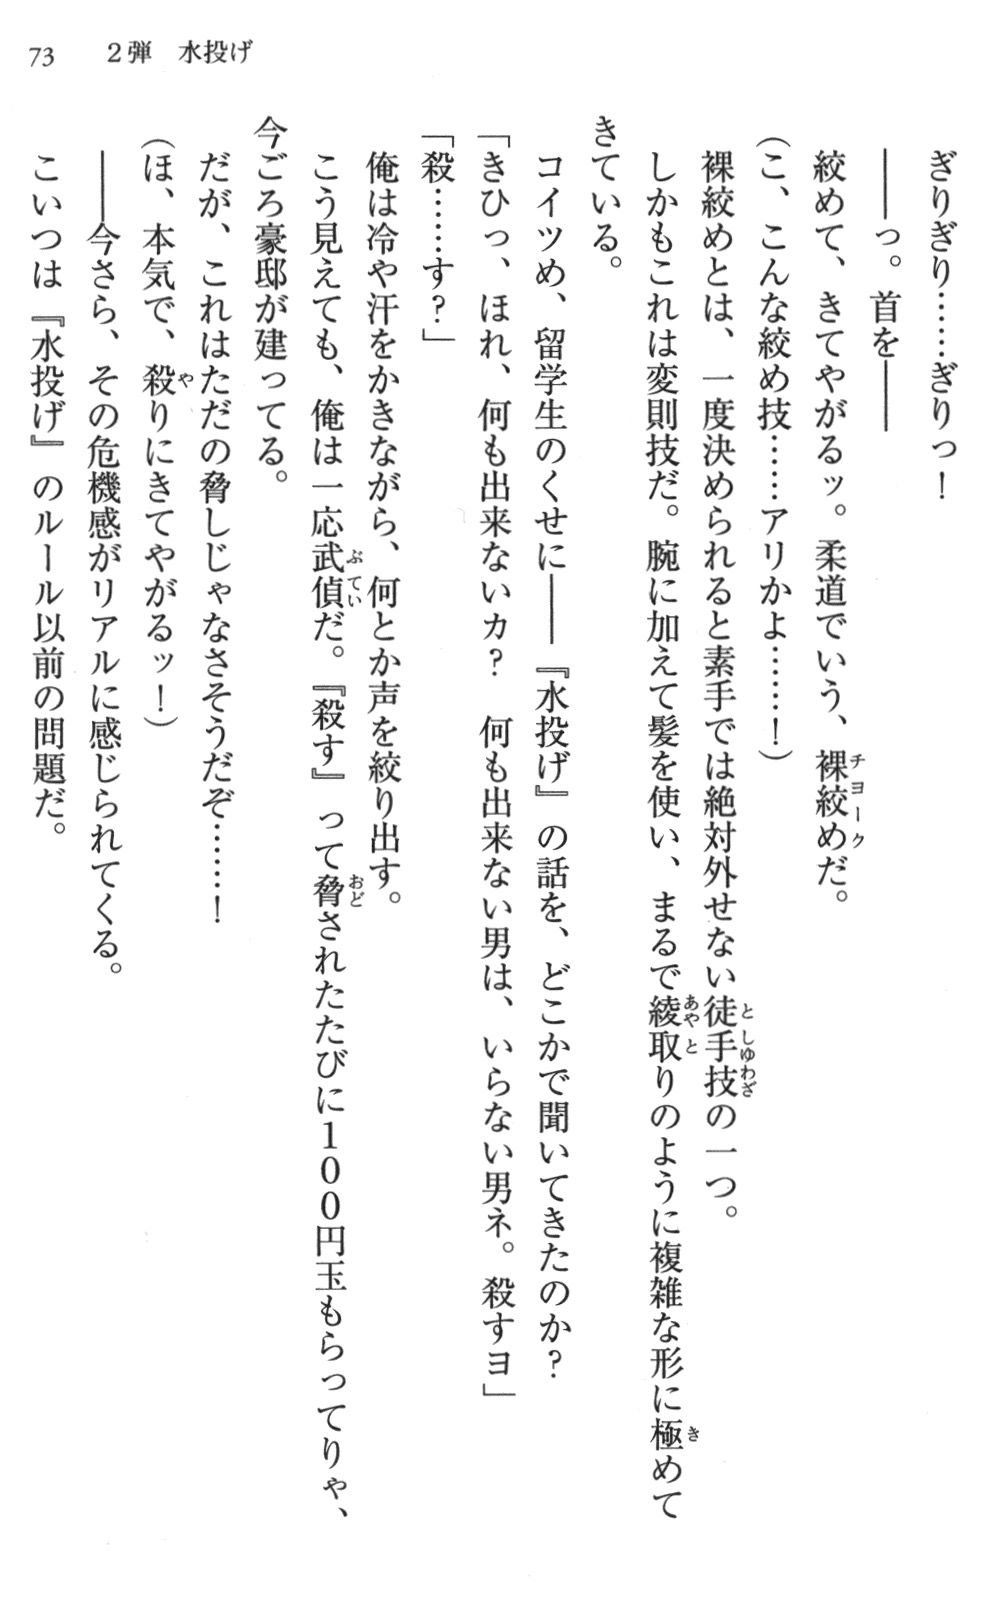 73　2弾　水投げ
ぎりぎり……ぎりっ！
――っ。首を――
絞めて、きてやがるッ。柔道でいう、裸絞めだ。
(こ、こんな絞め技……アリかよ……！)
裸絞めとは、一度決められると素手では絶対外せない徒手技の一つ。
しかもこれは変則技だ。腕に加えて髪を使い、まるで綾取りのように複雑な形に極めて
きている。
コイツめ、留学生のくせに――『水投げ』の話を、どこかで聞いてきたのか？
「きひっ、ほれ、何も出来ないカ？　何も出来ない男は、いらない男ネ。殺すヨ」
「殺……す？」
俺は冷や汗をかきながら、何とか声を絞り出す。
こう見えても、俺は一応武偵だ。『殺す』って脅されたたびに100円玉もらってりゃ、
今ごろ豪邸が建ってる。
だが、これはただの脅しじゃなさそうだぞ……！
(ほ、本気で、殺りにきてやがるッ！)
――今さら、その危機感がリアルに感じられてくる。
こいつは『水投げ』のルール以前の問題だ。